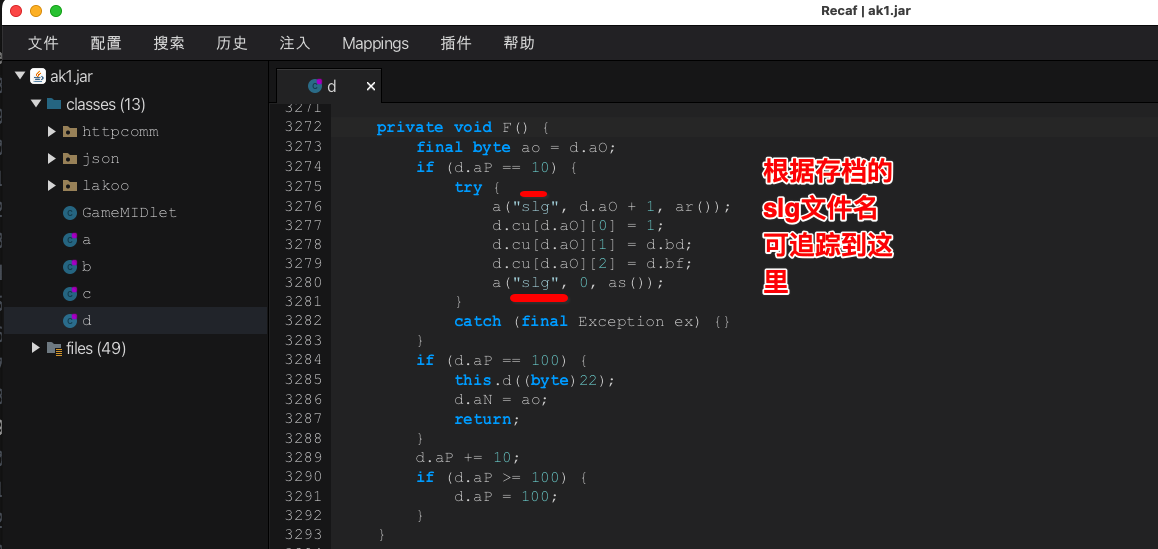 Recaf | ak1.jar
文件 配置 搜索 历史 注入 Mappings 插件 帮助
ak1.jar
classes (13)
httpcomm
json
lakoo
GameMIDlet
a
b
c
d
files (49)
d ×
3271
3272 private void F() {
3273 final byte ao = d.aO;
3274 if (d.aP == 10) {
3275 try {
3276 a("slg", d.aO + 1, ar());
3277 d.cu[d.aO][0] = 1;
3278 d.cu[d.aO][1] = d.bd;
3279 d.cu[d.aO][2] = d.bf;
3280 a("slg", 0, as());
3281 }
3282 catch (final Exception ex) {}
3283 }
3284 if (d.aP == 100) {
3285 this.d((byte)22);
3286 d.aN = ao;
3287 return;
3288 }
3289 d.aP += 10;
3290 if (d.aP >= 100) {
3291 d.aP = 100;
3292 }
3293 }
根据存档的
slg文件名
可追踪到这
里